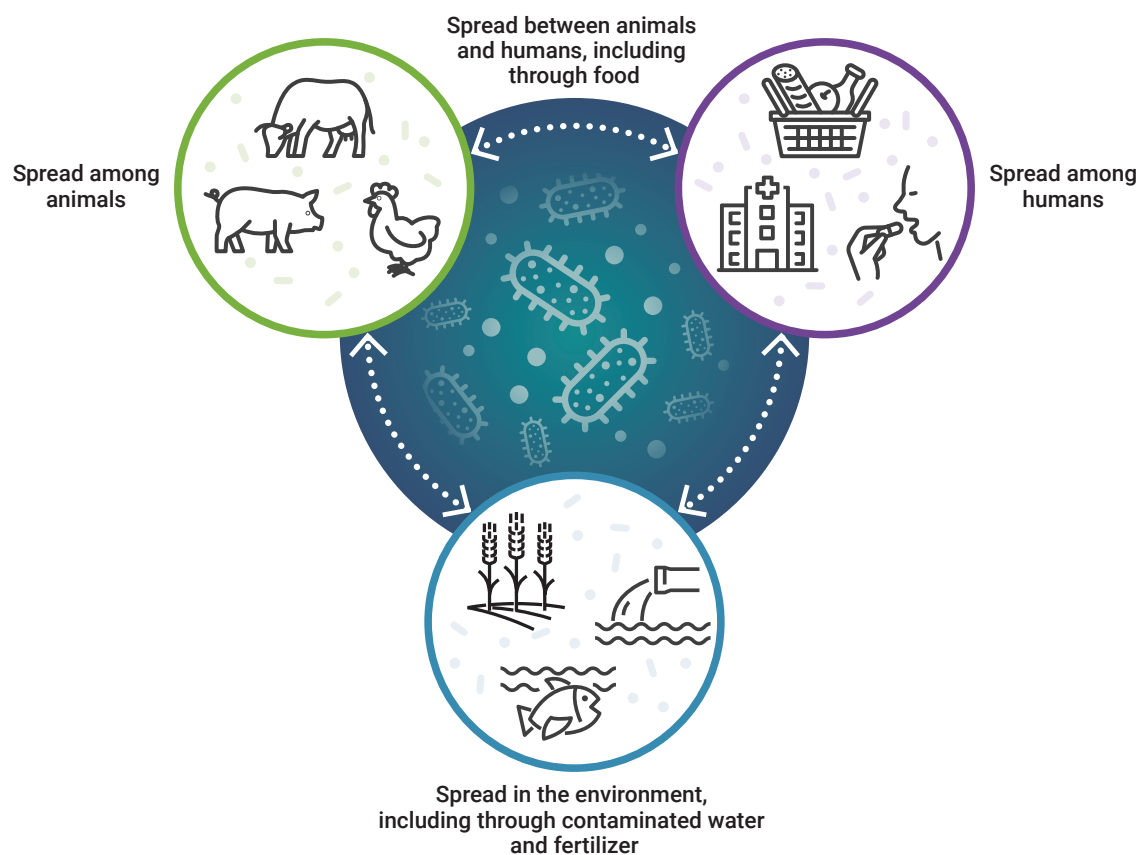 Spread between animals
and humans, including
through food
Spread among
animals
Spread among
humans
Spread in the environment,
including through contaminated water
and fertilizer